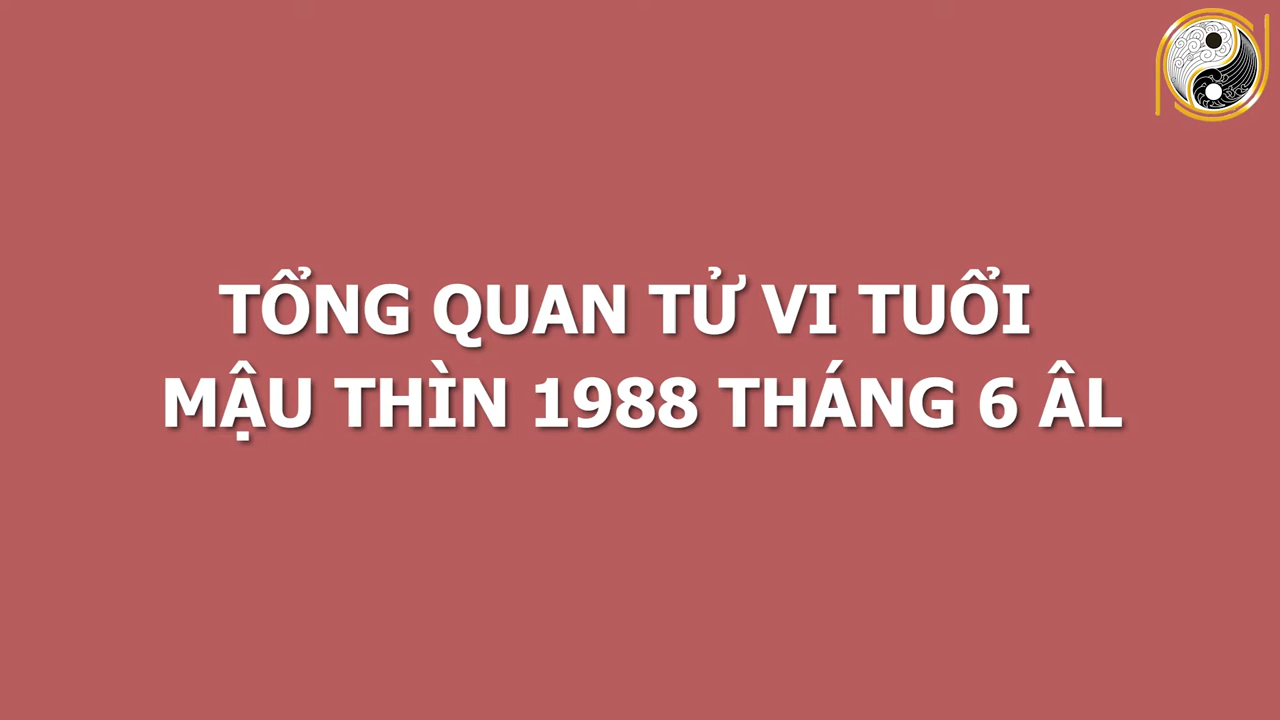 TỔNG QUAN TỬ VI TUỔI
MẬU THÌN 1988 THÁNG 6 ÂL